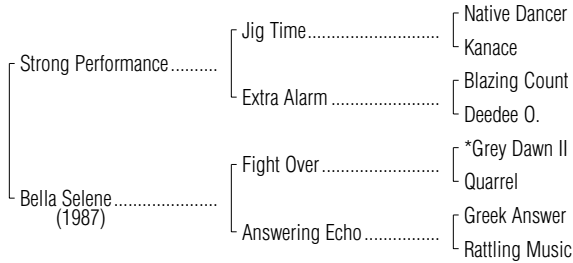 Native Dancer
Jig Time..............................
Kanace
Strong Performance..........
Blazing Count
Extra Alarm .........................
Deedee O.
*Grey Dawn II
Fight Over...........................
Quarrel
Bella Selene........................
(1987)
Greek Answer
Answering Echo.................
Rattling Music